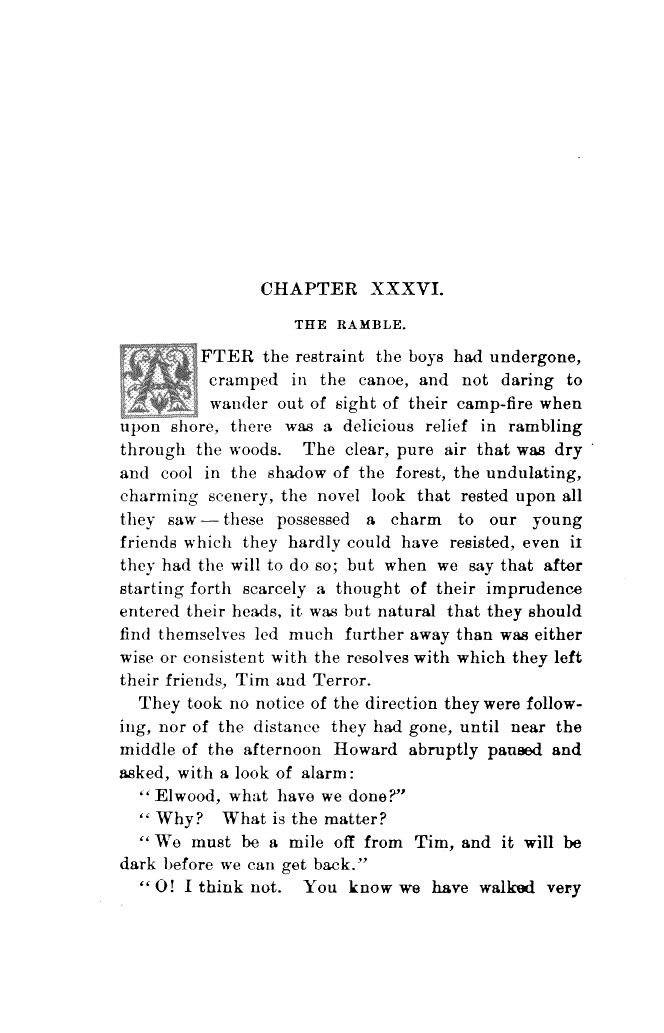 CHAPTER XXXVI.
THE RAMBLE.
AFTER the restraint the boys had undergone,
cramped in the canoe, and not daring to
wander out of sight of their camp-fire when
upon shore, there was a delicious relief in rambling
through the woods. The clear, pure air that was dry
and cool in the shadow of the forest, the undulating,
charming scenery, the novel look that rested upon all
they saw — these possessed a charm to our young
friends which they hardly could have resisted, even if
they had the will to do so; but when we say that after
starting forth scarcely a thought of their imprudence
entered their heads, it was but natural that they should
find themselves led much further away than was either
wise or consistent with the resolves with which they left
their friends, Tim and Terror.
They took no notice of the direction they were follow-
ing, nor of the distance they had gone, until near the
middle of the afternoon Howard abruptly paused and
asked, with a look of alarm:
"Elwood, what have we done?"
"Why? What is the matter?
"We must be a mile off from Tim, and it will be
dark before we can get back."
"O! I think not. You know we have walked very